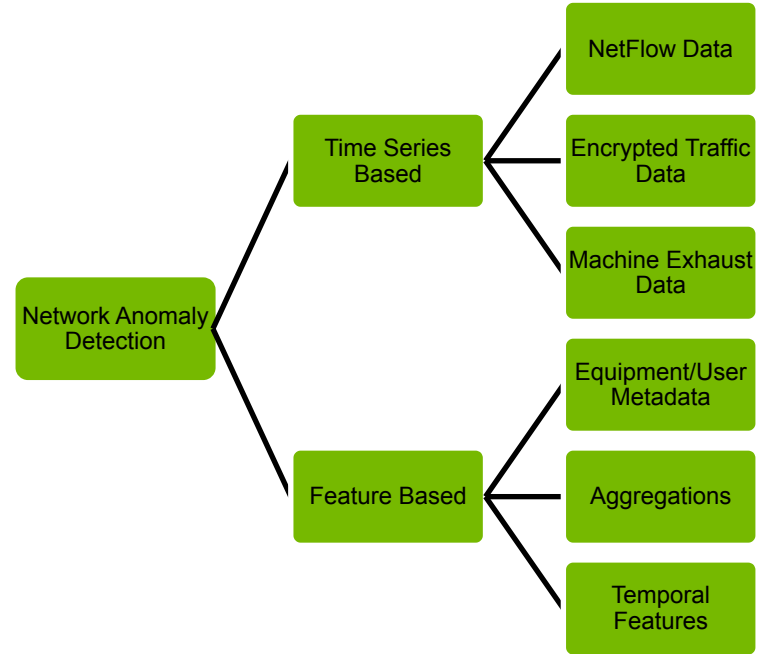 NetFlow Data
Time Series
Based
Encrypted Traffic
Data
Machine Exhaust
Data
Network Anomaly
Detection
Equipment/User
Metadata
Feature Based
Aggregations
Temporal
Features